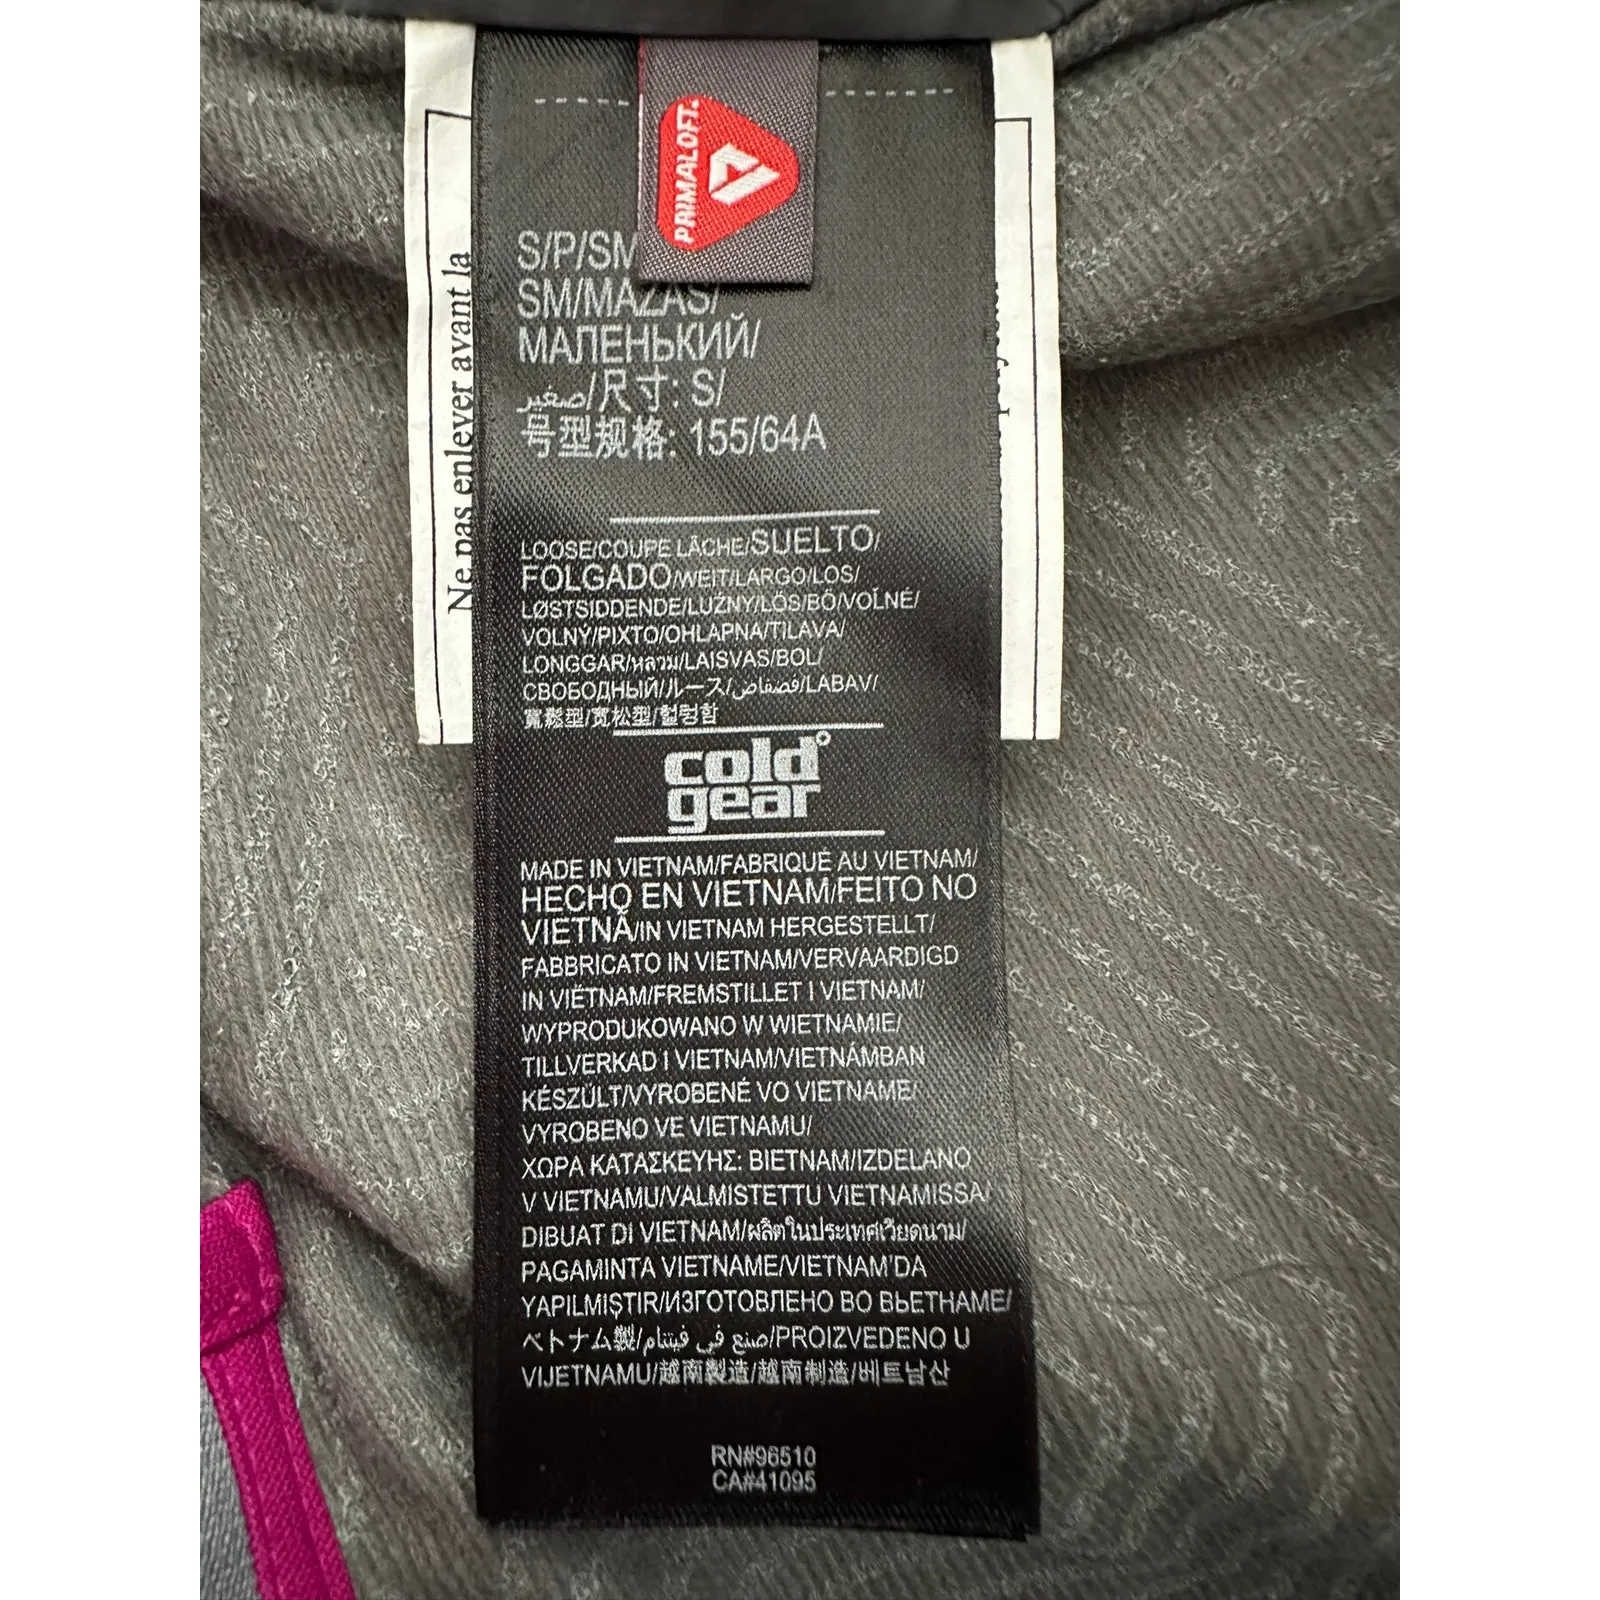 PRIMALOFT.
S/P/SM
SM/MAZAS/
МАЛЕНЬКИЙ/
صغير/尺寸: S/
号型规格: 155/64A
Ne pas enlever avant la
LOOSE/COUPE LÂCHE/SUELTO/
FOLGADO/WEIT/LARGO/LOS/
LØSTSIDDENDE/LUŹNY/LÖS/BŐ/VOĽNÉ/
VOLNÝ/ΡΙΧΤΟ/OHLAPNA/TILAVA/
LONGGAR/หลวม/LAISVAS/BOL/
СВОБОДНЫЙ/ルース/فضفاض/LABAV/
寬鬆型/宽松型/헐렁함
cold
gear
MADE IN VIETNAM/FABRIQUÉ AU VIETNAM/
HECHO EN VIETNAM/FEITO NO
VIETNÃ/IN VIETNAM HERGESTELLT/
FABBRICATO IN VIETNAM/VERVAARDIGD
IN VIËTNAM/FREMSTILLET I VIETNAM/
WYPRODUKOWANO W WIETNAMIE/
TILLVERKAD I VIETNAM/VIETNÁMBAN
KÉSZÜLT/VYROBENÉ VO VIETNAME/
VYROBENO VE VIETNAMU/
ΧΩΡΑ ΚΑΤΑΣΚΕΥΗΣ: ΒΙΕΤΝΑΜ/IZDELANO
V VIETNAMU/VALMISTETTU VIETNAMISSA/
DIBUAT DI VIETNAM/ผลิตในประเทศเวียดนาม/
PAGAMINTA VIETNAME/VIETNAM'DA
YAPILMIŞTIR/ИЗГОТОВЛЕНО ВО ВЬЕТНАМЕ/
ベトナム製/صنع في فيتنام/PROIZVEDENO U
VIJETNAMU/越南製造/越南制造/베트남산
RN#96510
CA#41095